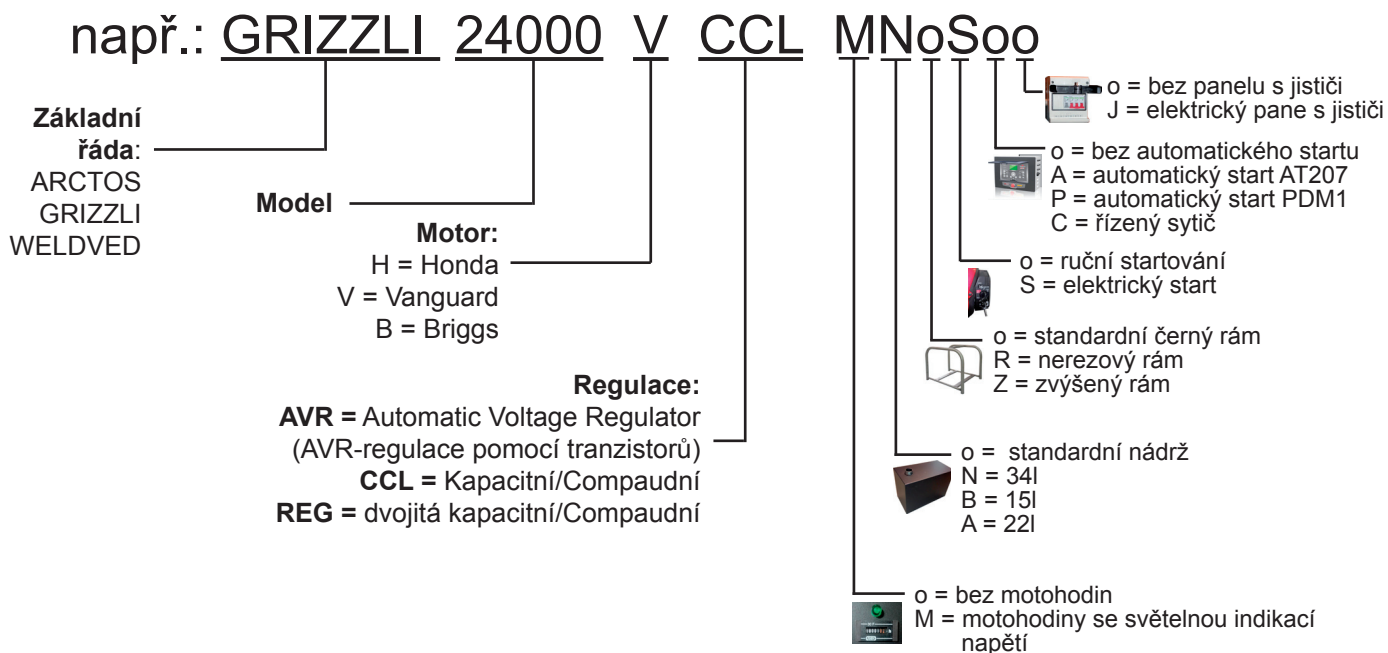 např.: GRIZZLI 24000 V CCL MNoSoo
Základní
řáda:
ARCTOS
GRIZZLI
WELDVED
Model
Motor:
H = Honda
V = Vanguard
B = Briggs
Regulace:
AVR = Automatic Voltage Regulator
(AVR-regulace pomocí tranzistorů)
CCL = Kapacitní/Compaudní
REG = dvojitá kapacitní/Compaudní
o = bez panelu s jističi
J = elektrický pane s jističi
o = bez automatického startu
A = automatický start AT207
P = automatický start PDM1
C = řízený sytič
o = ruční startování
S = elektrický start
o = standardní černý rám
R = nerezový rám
Z = zvýšený rám
o = standardní nádrž
N = 34l
B = 15l
A = 22l
o = bez motohodin
M = motohodiny se světelnou indikací
napětí